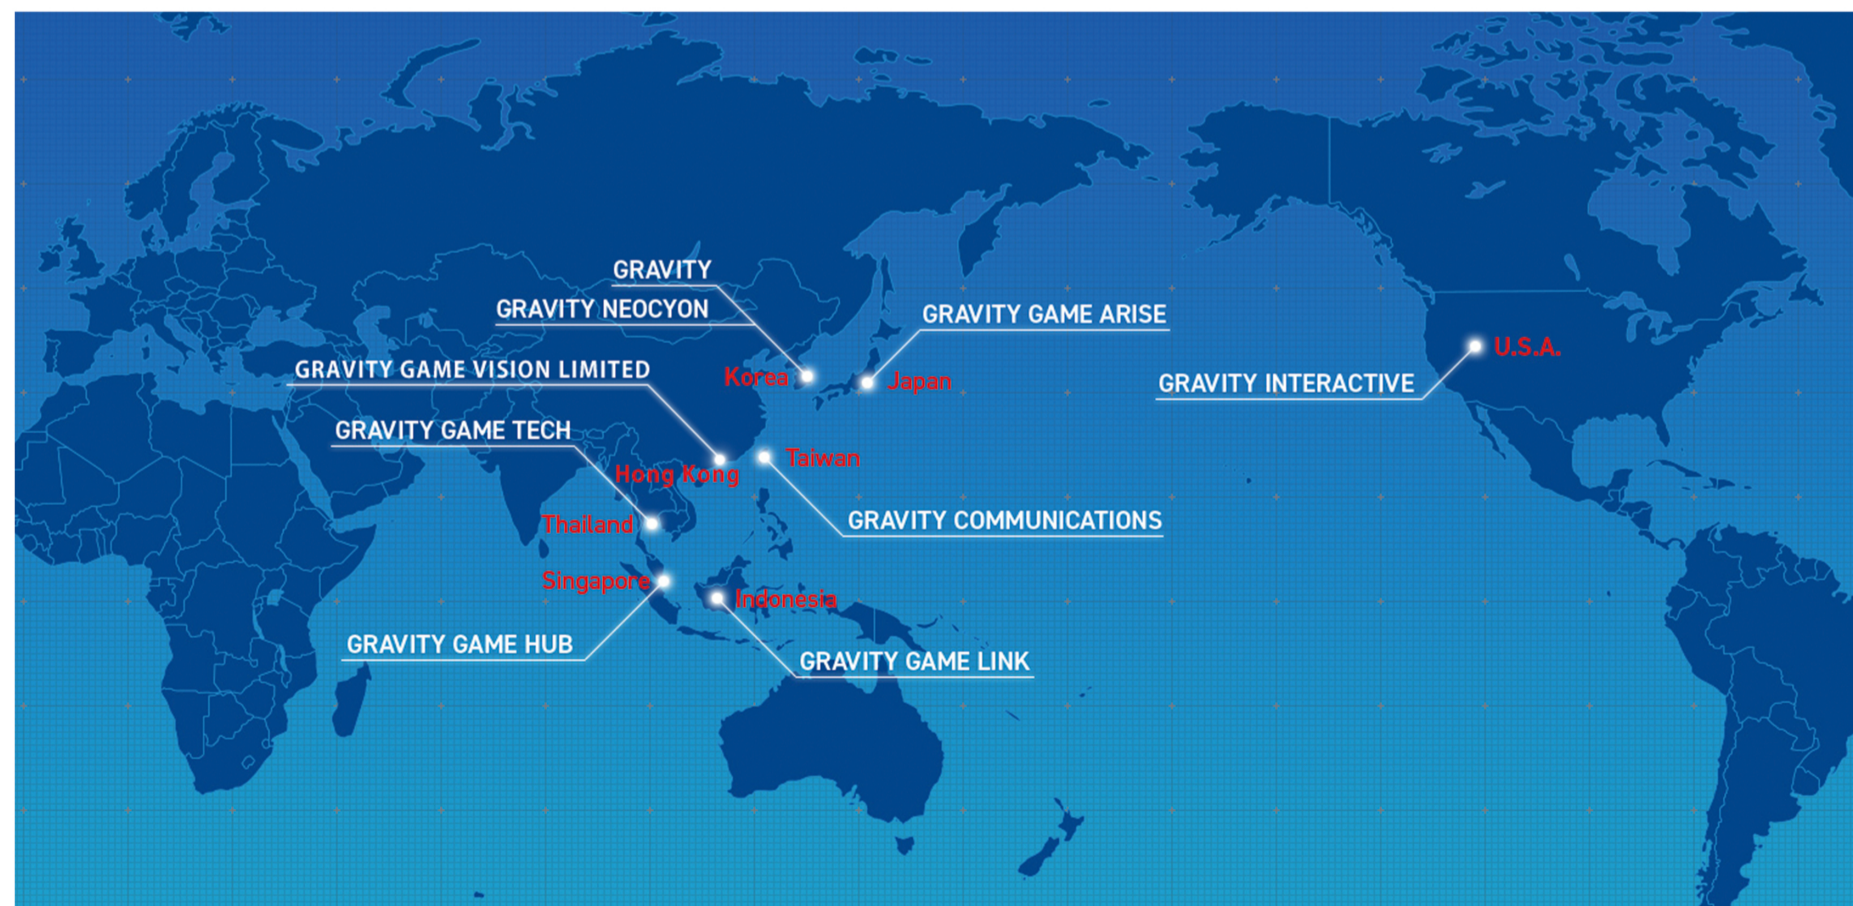 GRAVITY
GRAVITY NEOCYON
GRAVITY GAME ARISE
U.S.A.
GRAVITY GAME VISION LIMITED
Korea
Japan
GRAVITY INTERACTIVE
GRAVITY GAME TECH
Taiwan
Hong Kong
GRAVITY COMMUNICATIONS
Thailand
Singapore
Indonesia
GRAVITY GAME HUB
GRAVITY GAME LINK